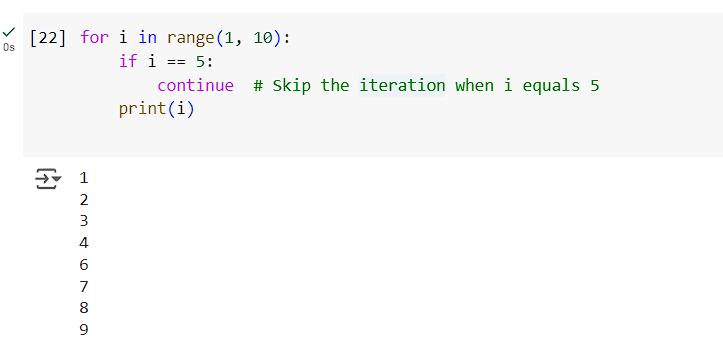 [22] for i in range(1, 10):
if i == 5:
continue # Skip the iteration when i equals 5
print(i)
0s
1
2
3
4
6
7
8
9